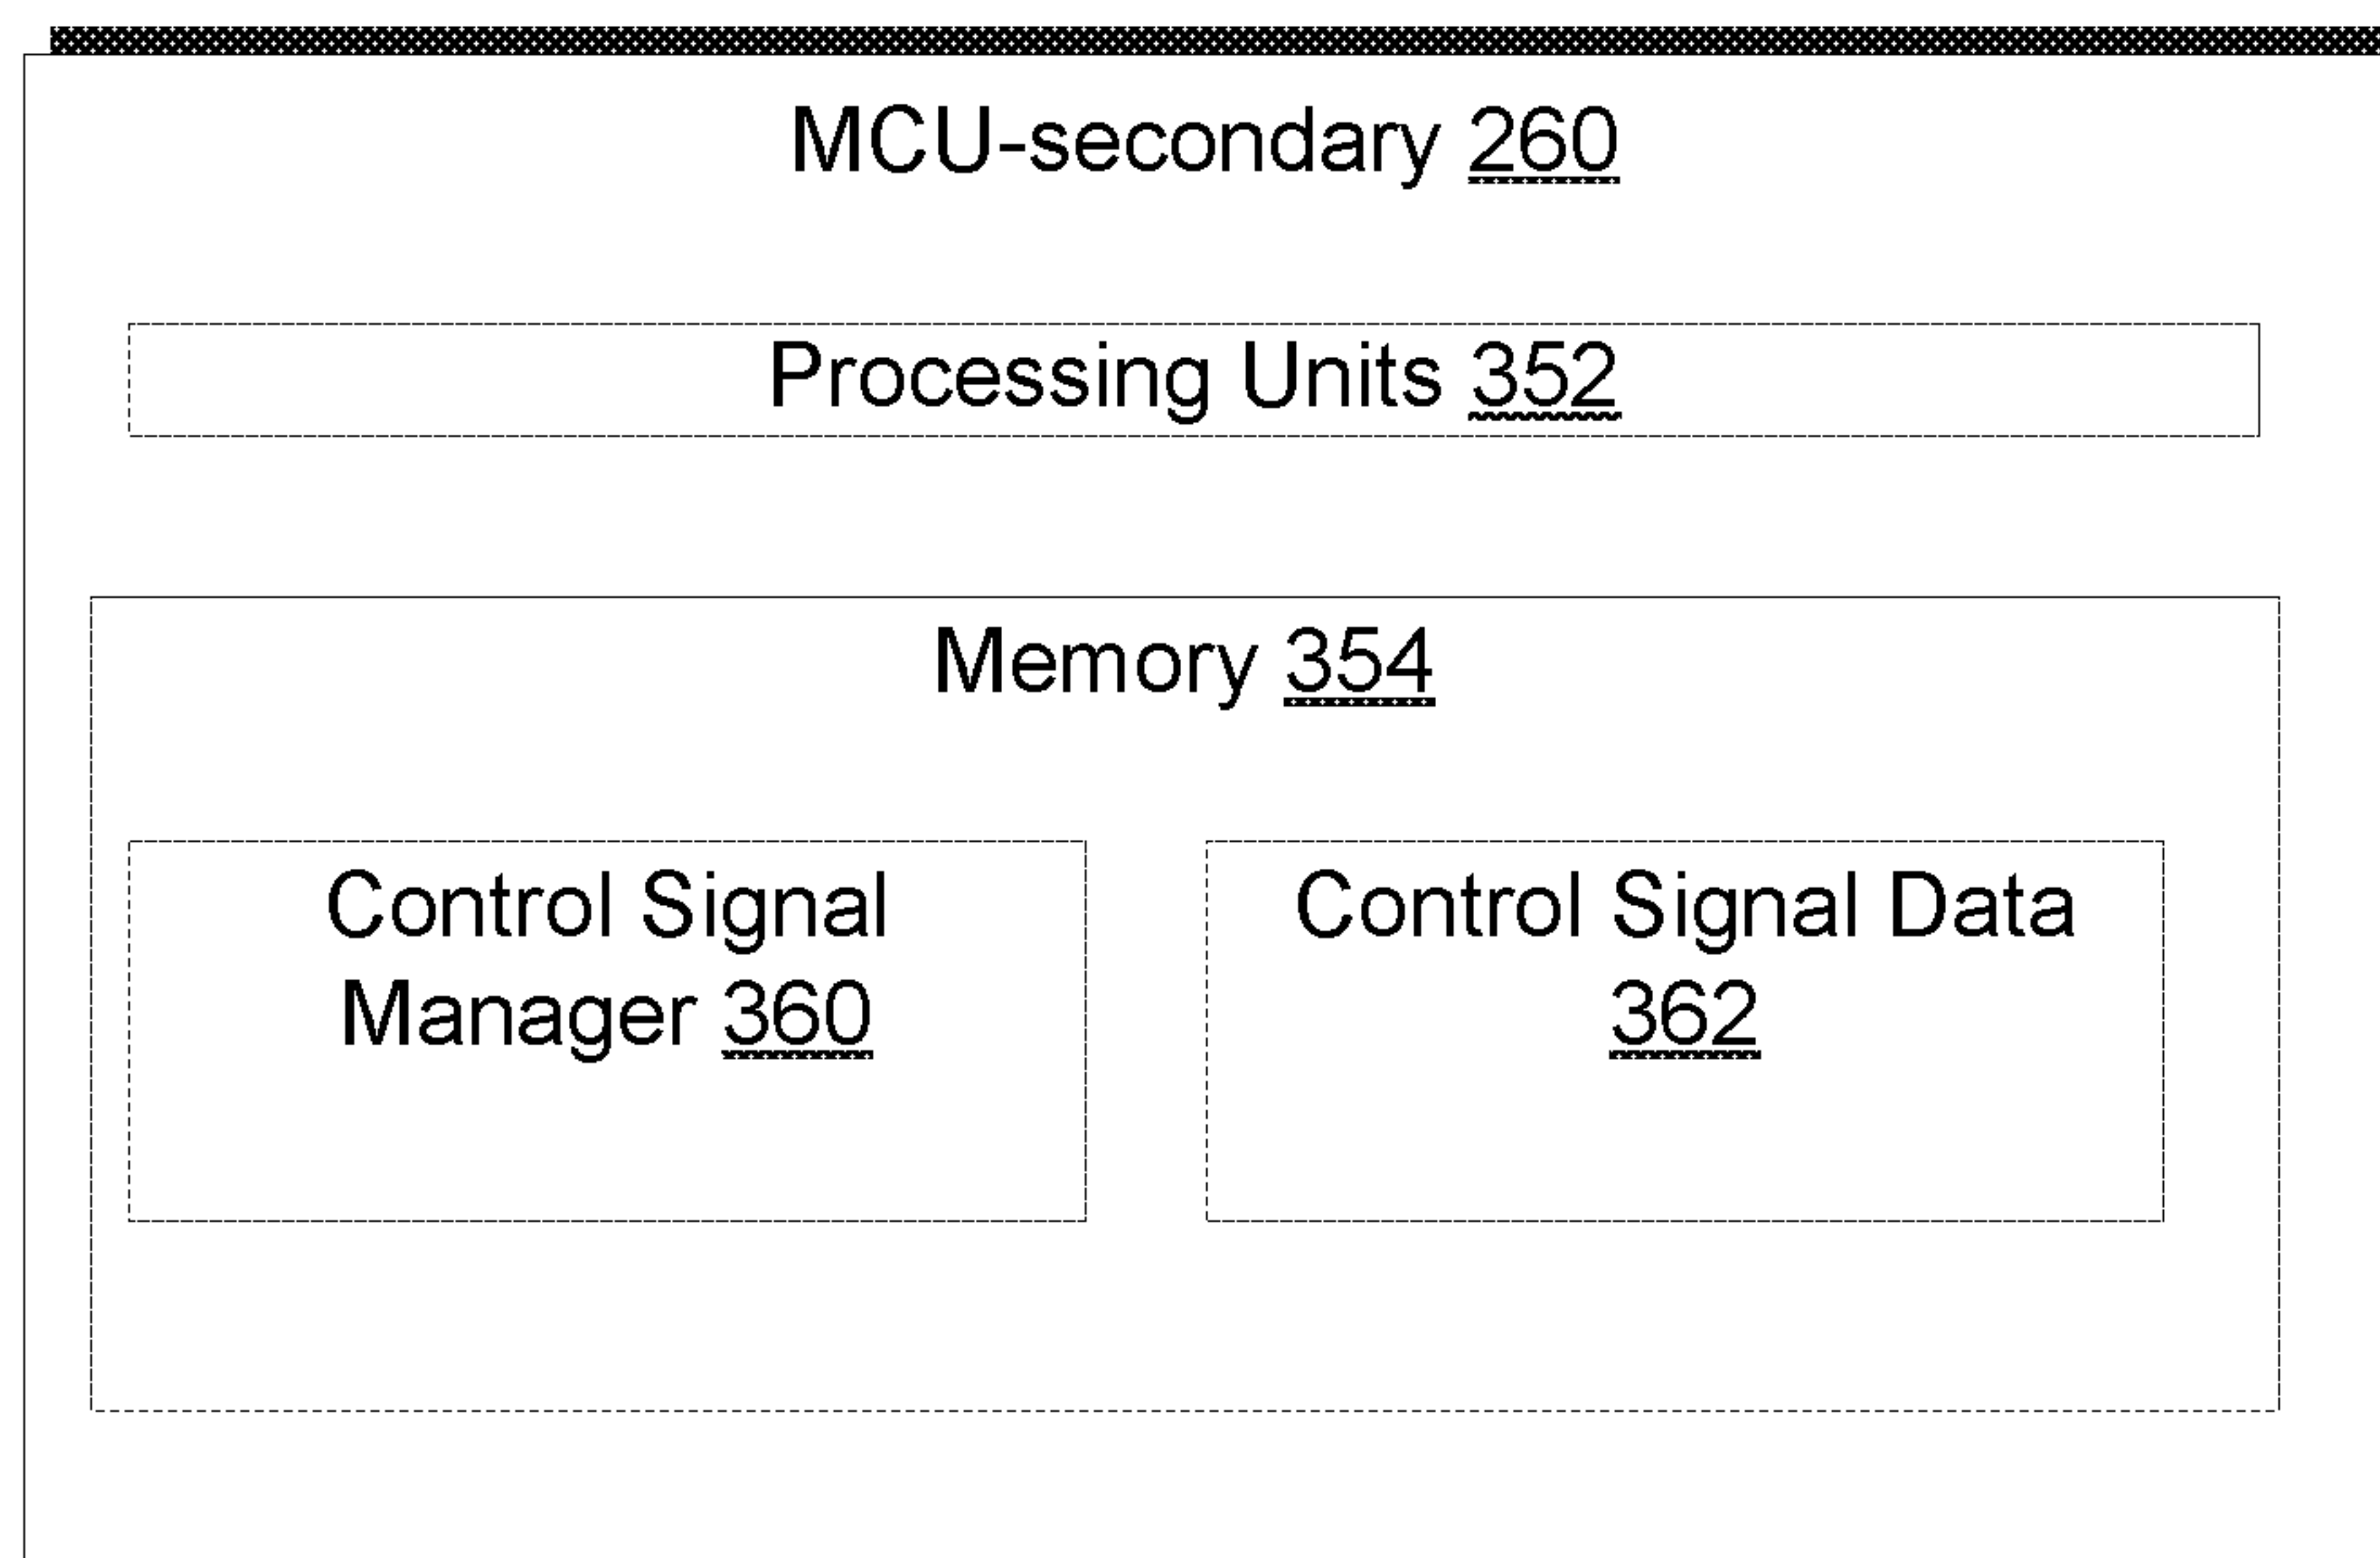 MCU-secondary 260
Processing Units 352
Memory 354
Control Signal
Manager 360
Control Signal Data
362